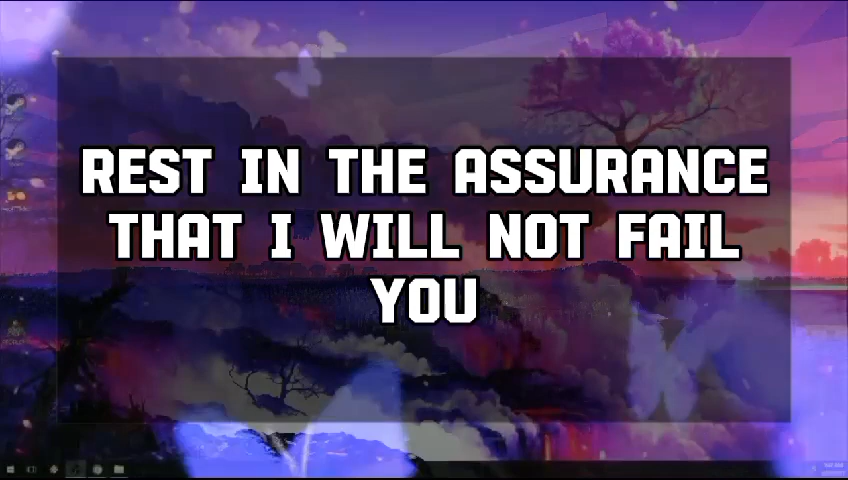 REST IN THE ASSURANCE
THAT I WILL NOT FAIL
YOU